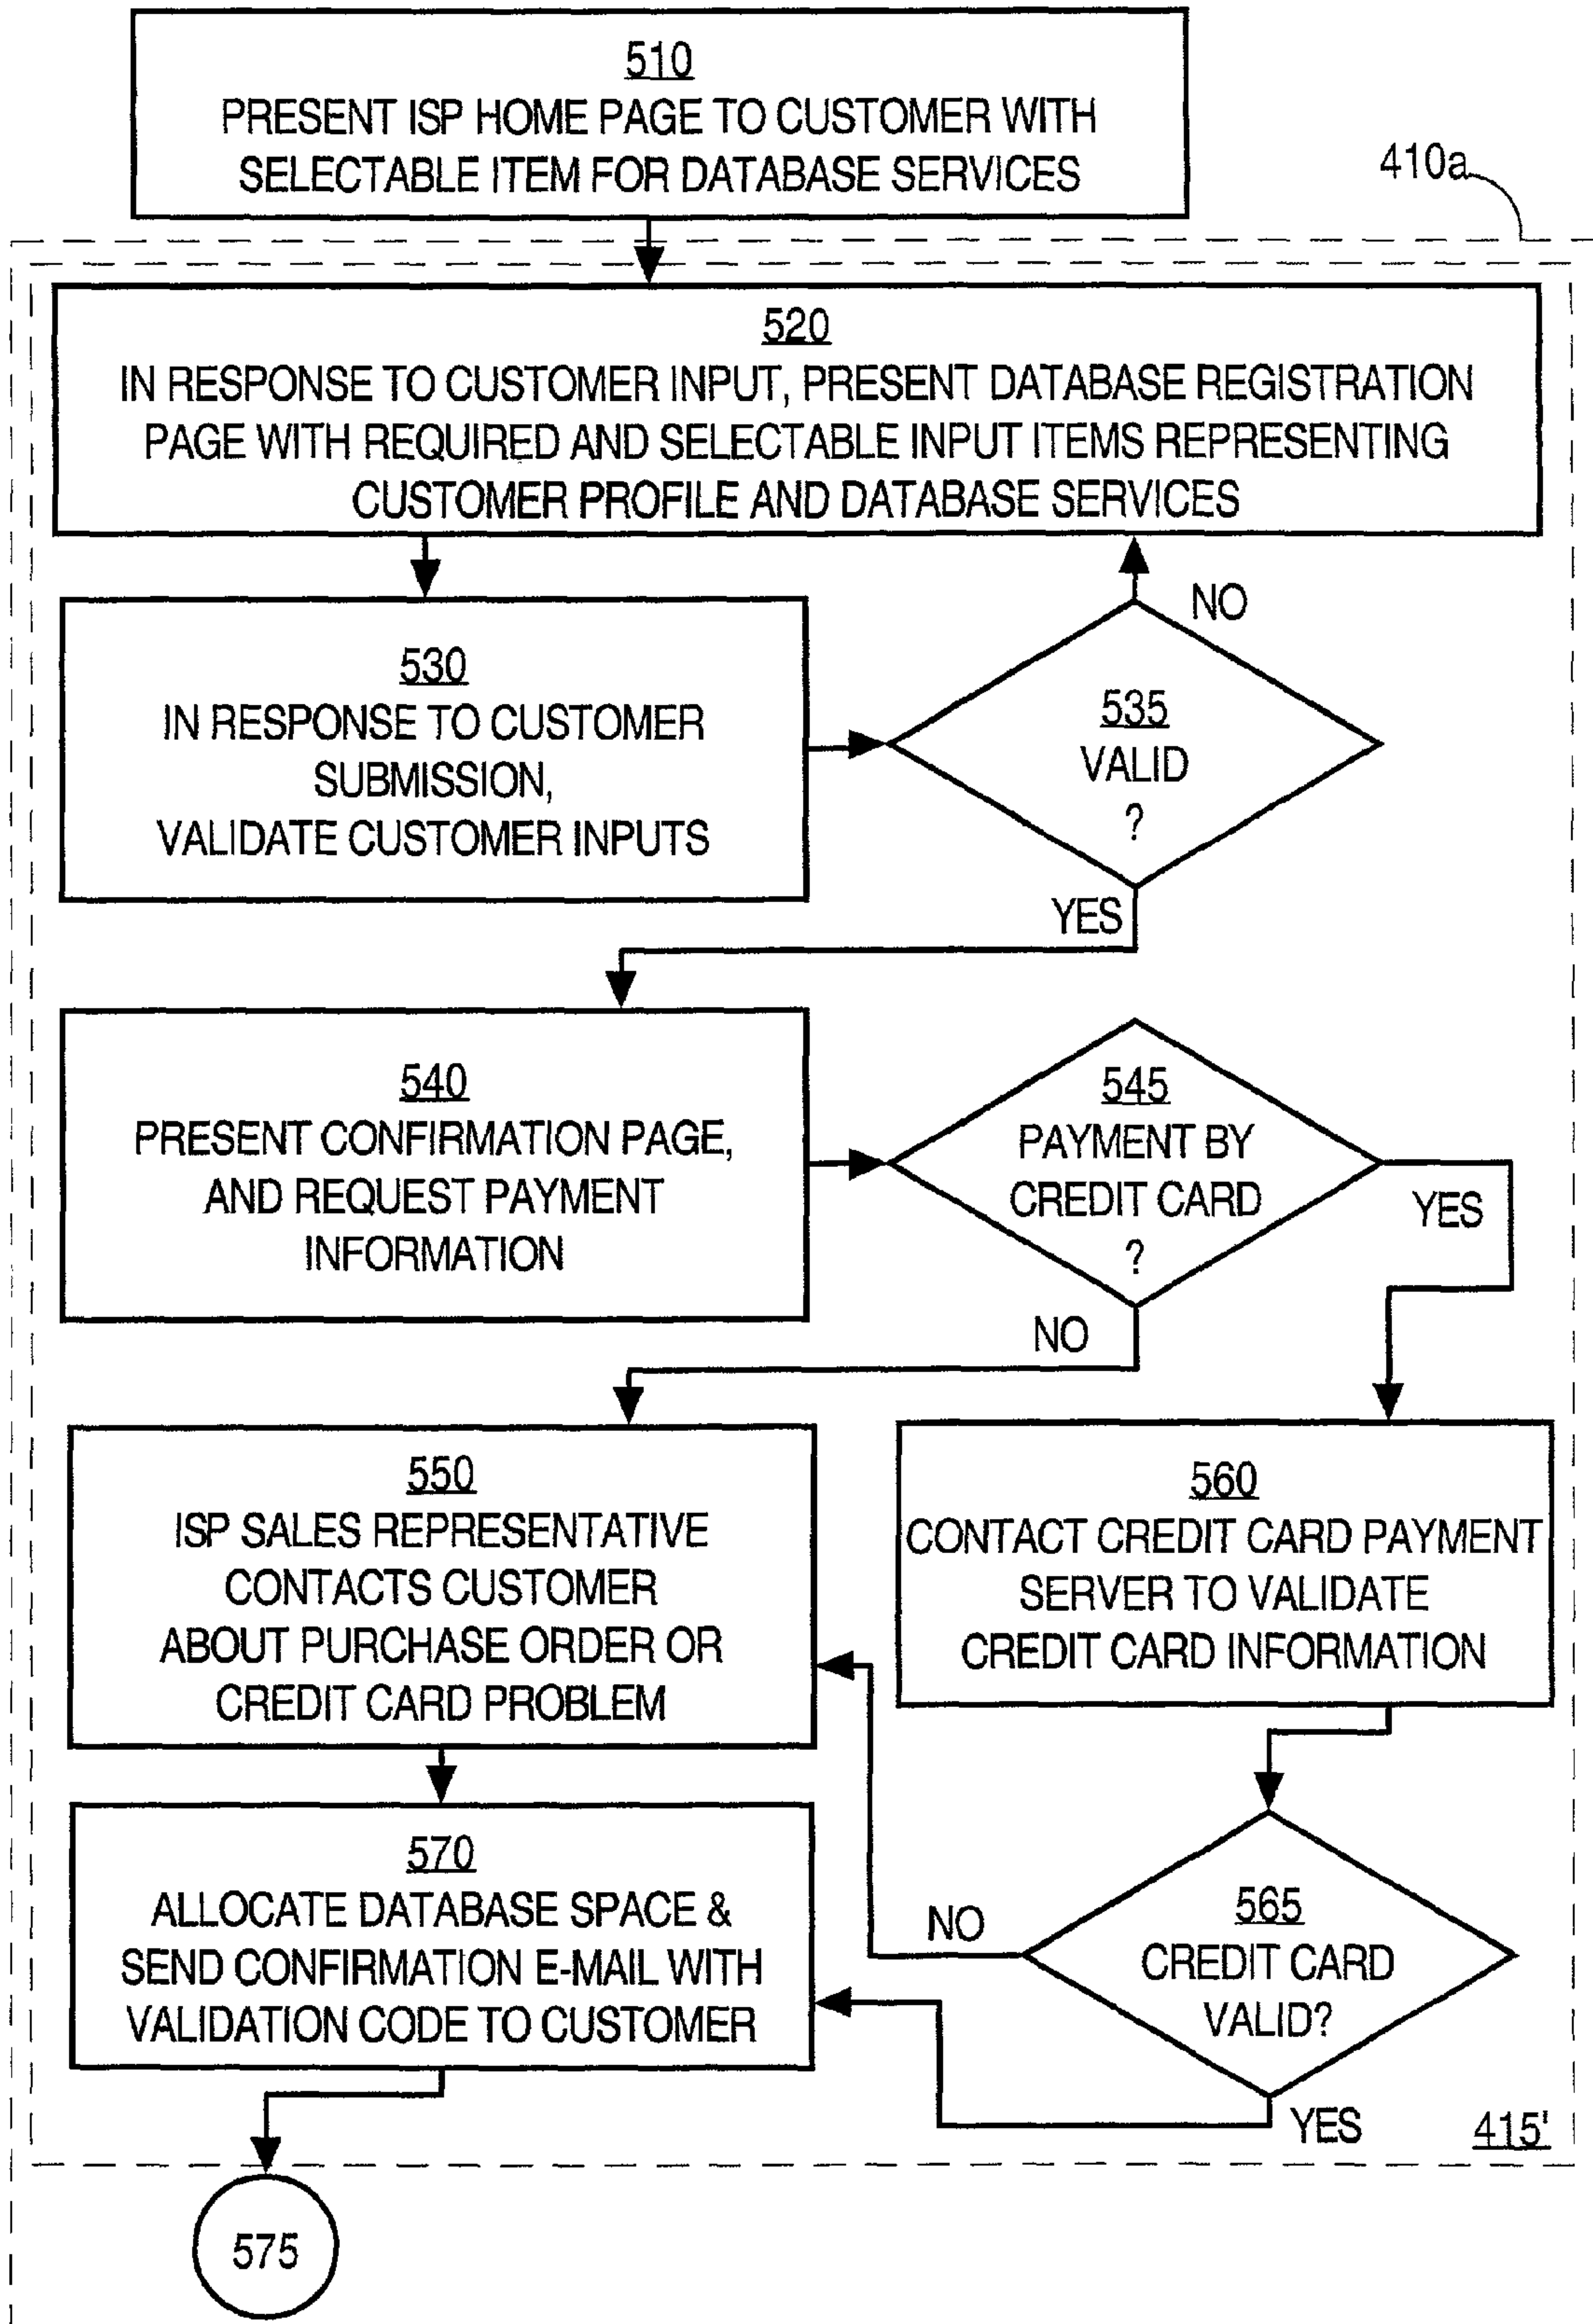 510
PRESENT ISP HOME PAGE TO CUSTOMER WITH
SELECTABLE ITEM FOR DATABASE SERVICES
410a
520
IN RESPONSE TO CUSTOMER INPUT, PRESENT DATABASE REGISTRATION
PAGE WITH REQUIRED AND SELECTABLE INPUT ITEMS REPRESENTING
CUSTOMER PROFILE AND DATABASE SERVICES
530
IN RESPONSE TO CUSTOMER
SUBMISSION,
VALIDATE CUSTOMER INPUTS
NO
535
VALID
?
YES
540
PRESENT CONFIRMATION PAGE,
AND REQUEST PAYMENT
INFORMATION
545
PAYMENT BY
CREDIT CARD
?
YES
NO
550
ISP SALES REPRESENTATIVE
CONTACTS CUSTOMER
ABOUT PURCHASE ORDER OR
CREDIT CARD PROBLEM
560
CONTACT CREDIT CARD PAYMENT
SERVER TO VALIDATE
CREDIT CARD INFORMATION
570
ALLOCATE DATABASE SPACE &
SEND CONFIRMATION E-MAIL WITH
VALIDATION CODE TO CUSTOMER
NO
565
CREDIT CARD
VALID?
YES
415'
575